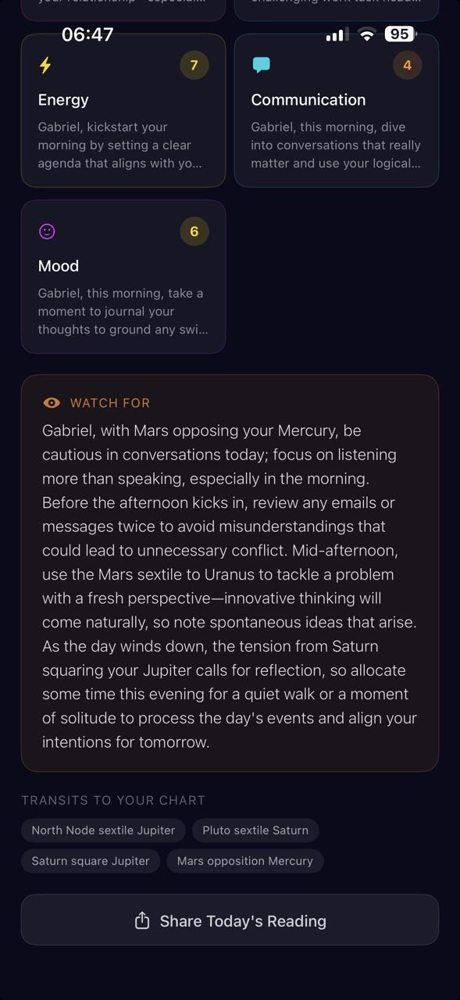 your relationship—especial...
challenging work task head...
06:47
95
7
Energy
Gabriel, kickstart your
morning by setting a clear
agenda that aligns with yo...
4
Communication
Gabriel, this morning, dive
into conversations that really
matter and use your logical...
6
Mood
Gabriel, this morning, take a
moment to journal your
thoughts to ground any swi...
WATCH FOR
Gabriel, with Mars opposing your Mercury, be
cautious in conversations today; focus on listening
more than speaking, especially in the morning.
Before the afternoon kicks in, review any emails or
messages twice to avoid misunderstandings that
could lead to unnecessary conflict. Mid-afternoon,
use the Mars sextile to Uranus to tackle a problem
with a fresh perspective—innovative thinking will
come naturally, so note spontaneous ideas that arise.
As the day winds down, the tension from Saturn
squaring your Jupiter calls for reflection, so allocate
some time this evening for a quiet walk or a moment
of solitude to process the day's events and align your
intentions for tomorrow.
TRANSITS TO YOUR CHART
North Node sextile Jupiter
Pluto sextile Saturn
Saturn square Jupiter
Mars opposition Mercury
Share Today's Reading